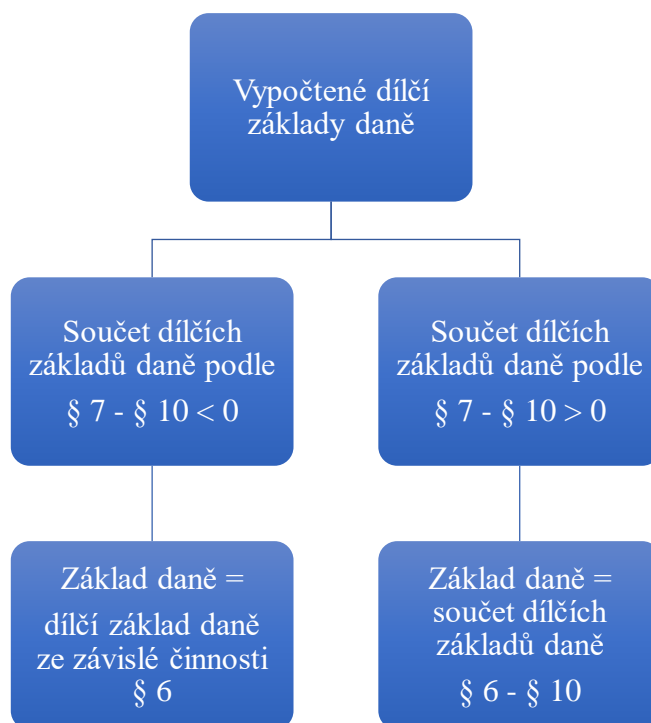 Vypočtené dílčí
základy daně
Součet dílčích
základů daně podle
§ 7 - § 10 < 0
Součet dílčích
základů daně podle
§ 7 - § 10 > 0
Základ daně =
dílčí základ daně
ze závislé činnosti
§ 6
Základ daně =
součet dílčích
základů daně
§ 6 - § 10